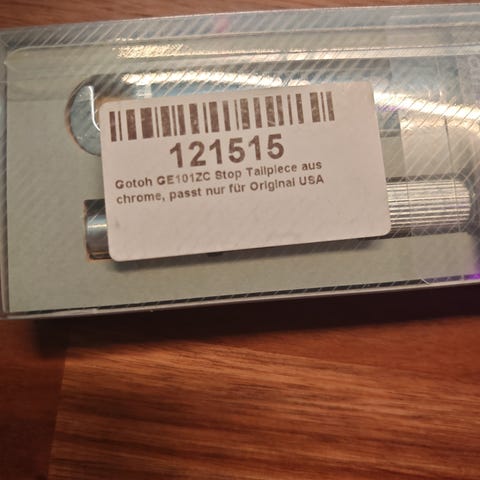 121515
Gotoh GE101ZC Stop Tailpiece aus
chrome, passt nur für Original USA